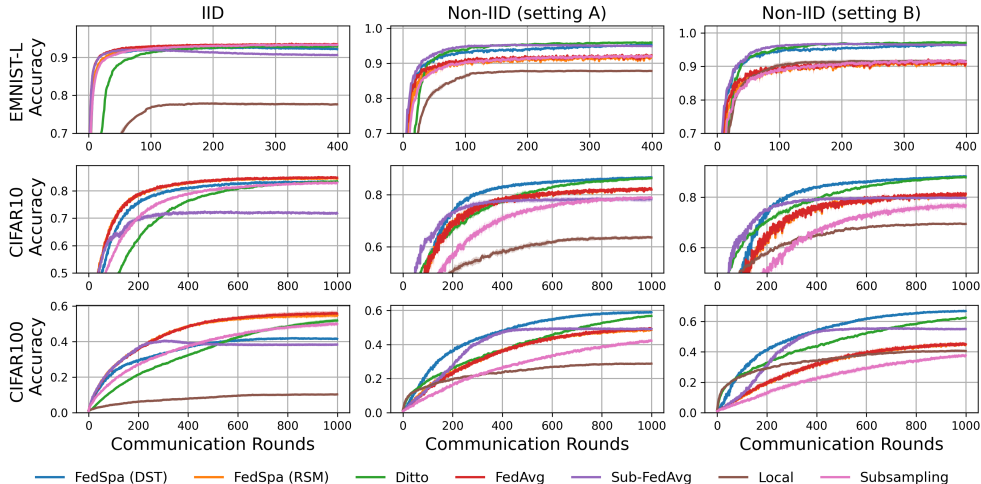 IID
Non-IID (setting A)
Non-IID (setting B)
EMNIST-L
Accuracy
0.9
0.8
0.7
0 100 200 300 400
1.0
0.9
0.8
0.7
0 100 200 300 400
1.0
0.9
0.8
0.7
0 100 200 300 400
CIFAR10
Accuracy
0.8
0.7
0.6
0.5
0 200 400 600 800 1000
0.8
0.6
0 200 400 600 800 1000
0.8
0.6
0 200 400 600 800 1000
CIFAR100
Accuracy
0.6
0.4
0.2
0.0
0 200 400 600 800 1000
0.6
0.4
0.2
0.0
0 200 400 600 800 1000
0.6
0.4
0.2
0.0
0 200 400 600 800 1000
Communication Rounds
Communication Rounds
Communication Rounds
FedSpa (DST) FedSpa (RSM) Ditto FedAvg Sub-FedAvg Local Subsampling